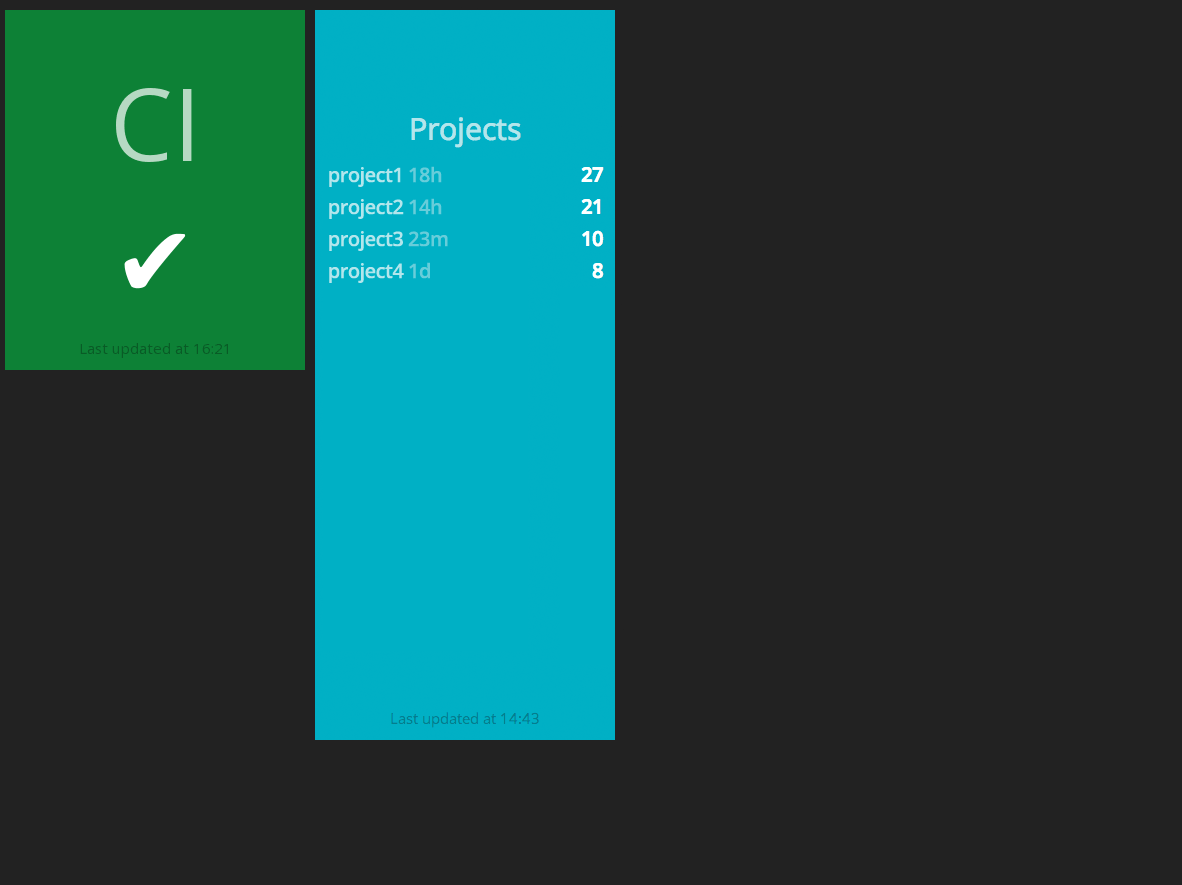 CI
✔
Last updated at 16:21
Projects
project1 18h 27
project2 14h 21
project3 23m 10
project4 1d 8
Last updated at 14:43